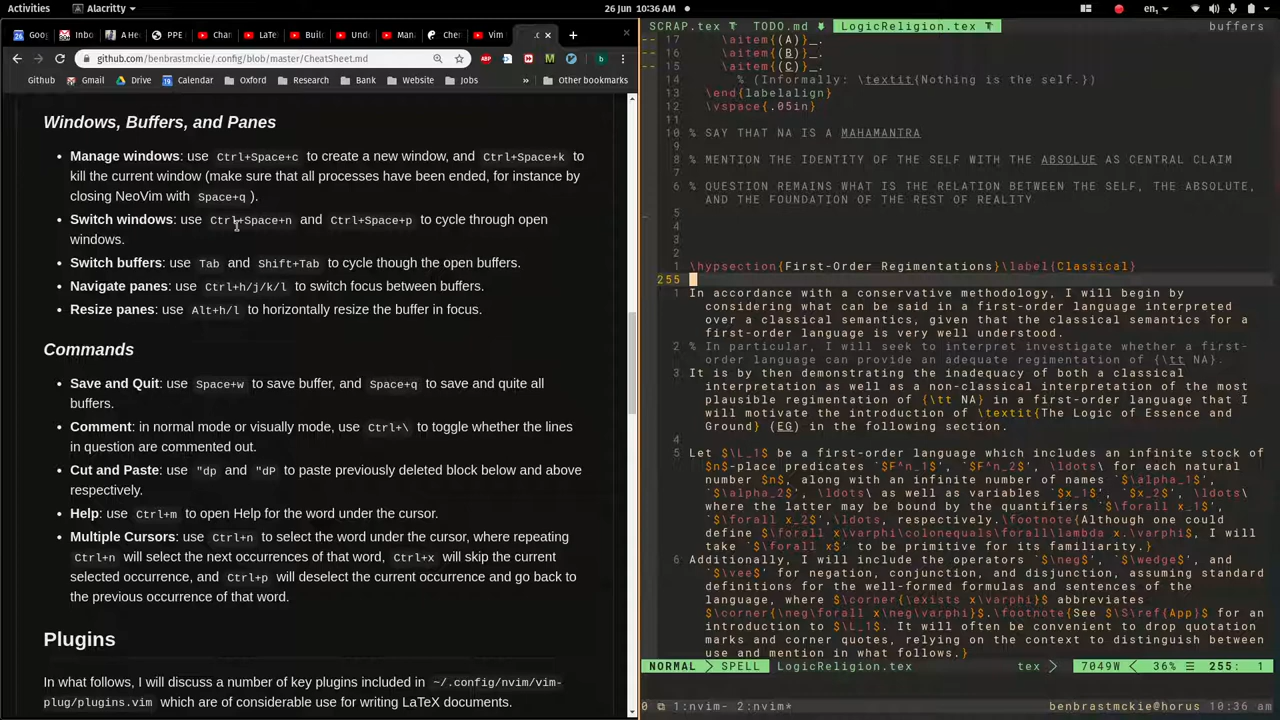 Activities
Alacritty
26 Jun 10:36 AM
en1
Goo
Inbo
A He
PPE
Char
LaTe
Buil
Und
Man
Cher
Vim
.c
github.com/benbrastmckie/.config/blob/master/CheatSheet.md
Github Gmail Drive Calendar Oxford Research Bank Website Jobs Other bookmarks
Windows, Buffers, and Panes
• Manage windows: use Ctrl+Space+c to create a new window, and Ctrl+Space+k to
kill the current window (make sure that all processes have been ended, for instance by
closing NeoVim with Space+q ).
• Switch windows: use Ctrl+Space+n and Ctrl+Space+p to cycle through open
windows.
• Switch buffers: use Tab and Shift+Tab to cycle though the open buffers.
• Navigate panes: use Ctrl+h/j/k/l to switch focus between buffers.
• Resize panes: use Alt+h/l to horizontally resize the buffer in focus.
Commands
• Save and Quit: use Space+w to save buffer, and Space+q to save and quite all
buffers.
• Comment: in normal mode or visually mode, use Ctrl+\ to toggle whether the lines
in question are commented out.
• Cut and Paste: use "dp and "dP to paste previously deleted block below and above
respectively.
• Help: use Ctrl+m to open Help for the word under the cursor.
• Multiple Cursors: use Ctrl+n to select the word under the cursor, where repeating
Ctrl+n will select the next occurrences of that word, Ctrl+x will skip the current
selected occurrence, and Ctrl+p will deselect the current occurrence and go back to
the previous occurrence of that word.
Plugins
In what follows, I will discuss a number of key plugins included in ~/.config/nvim/vim-
plug/plugins.vim which are of considerable use for writing LaTeX documents.
SCRAP.tex TODO.md LogicReligion.tex buffers
17 \aitem{(A)}_.
16 \aitem{(B)}_.
15 \aitem{(C)}_.
14 % (Informally: \textit{Nothing is the self.})
13 \end{labelalign}
12 \vspace{.05in}
10 % SAY THAT NA IS A MAHAMANTRA
8 % MENTION THE IDENTITY OF THE SELF WITH THE ABSOLUE AS CENTRAL CLAIM
6 % QUESTION REMAINS WHAT IS THE RELATION BETWEEN THE SELF, THE ABSOLUTE,
AND THE FOUNDATION OF THE REST OF REALITY
5
4
3
2
1 \hypsection{First-Order Regimentations}\label{Classical}
255
1 In accordance with a conservative methodology, I will begin by
considering what can be said in a first-order language interpreted
over a classical semantics, given that the classical semantics for a
first-order language is very well understood.
2 % In particular, I will seek to interpret investigate whether a first-
order language can provide an adequate regimentation of {\tt NA}.
3 It is by then demonstrating the inadequacy of both a classical
interpretation as well as a non-classical interpretation of the most
plausible regimentation of {\tt NA} in a first-order language that I
will motivate the introduction of \textit{The Logic of Essence and
Ground} (EG) in the following section.
4
5 Let $\L_1$ be a first-order language which includes an infinite stock of
$n$-place predicates `$F^n_1$', `$F^n_2$', \ldots\ for each natural
number $n$, along with an infinite number of names `$\alpha_1$',
`$\alpha_2$', \ldots\ as well as variables `$x_1$', `$x_2$', \ldots\
where the latter may be bound by the quantifiers `$\forall x_1$',
`$\forall x_2$',\ldots, respectively.\footnote{Although one could
define $\forall x\varphi\colonequals\forall\lambda x.\varphi$, I will
take `$\forall x$' to be primitive for its familiarity.}
6 Additionally, I will include the operators `$\neg$', `$\wedge$', and
`$\vee$' for negation, conjunction, and disjunction, assuming standard
definitions for the well-formed formulas and sentences of the
language, where $\corner{\exists x\varphi}$ abbreviates
$\corner{\neg\forall x\neg\varphi}$.\footnote{See $\S\ref{App}$ for an
introduction to $\L_1$. It will often be convenient to drop quotation
marks and corner quotes, relying on the context to distinguish between
use and mention in what follows.}
NORMAL SPELL LogicReligion.tex tex 7049W 36% ☰ 255: 1
0 1:nvim- 2:nvim* benbrastmckie@horus 10:36 am